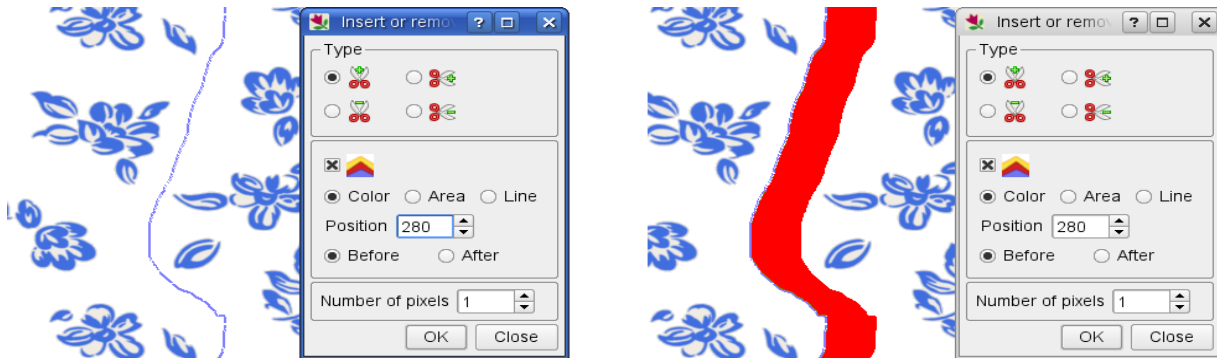 Insert or remov
Type
Color Area Line
Position 280
Before After
Number of pixels 1
OK Close
Insert or remov
Type
Color Area Line
Position 280
Before After
Number of pixels 1
OK Close